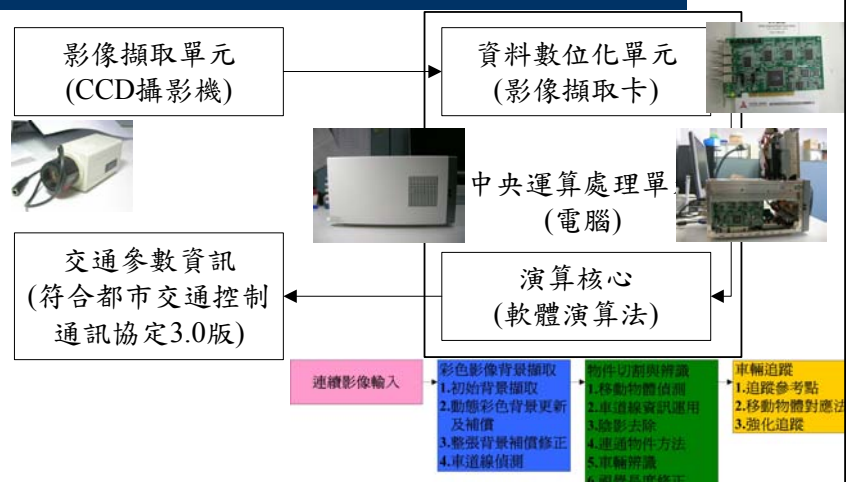 影像擷取單元
(CCD攝影機)
資料數位化單元
(影像擷取卡)
中央運算處理單
(電腦)
交通參數資訊
(符合都市交通控制
通訊協定3.0版)
演算核心
(軟體演算法)
連續影像輸入
彩色影像背景擷取
1.初始背景擷取
2.動態彩色背景更新
及補償
3.整張背景補償修正
4.車道線偵測
物件切割與辨識
1.移動物體偵測
2.車道線資訊運用
3.陰影去除
4.連通物件方法
5.車輛辨識
車輛追蹤
1.追蹤參考點
2.移動物體對應法
3.強化追蹤